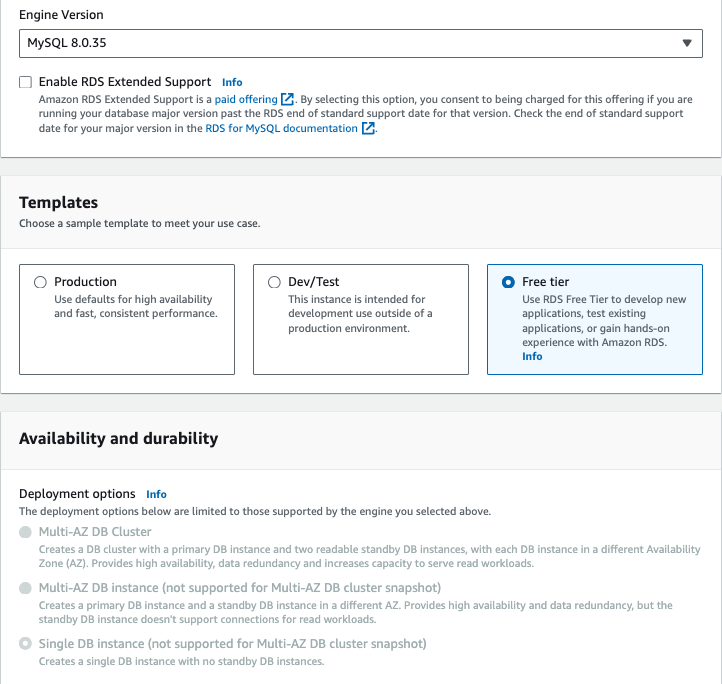 Engine Version
MySQL 8.0.35
Enable RDS Extended Support Info
Amazon RDS Extended Support is a paid offering. By selecting this option, you consent to being charged for this offering if you are
running your database major version past the RDS end of standard support date for that version. Check the end of standard support
date for your major version in the RDS for MySQL documentation.
Templates
Choose a sample template to meet your use case.
Production
Use defaults for high availability
and fast, consistent performance.
Dev/Test
This instance is intended for
development use outside of a
production environment.
Free tier
Use RDS Free Tier to develop new
applications, test existing
applications, or gain hands-on
experience with Amazon RDS.
Info
Availability and durability
Deployment options Info
The deployment options below are limited to those supported by the engine you selected above.
Multi-AZ DB Cluster
Creates a DB cluster with a primary DB instance and two readable standby DB instances, with each DB instance in a different Availability
Zone (AZ). Provides high availability, data redundancy and increases capacity to serve read workloads.
Multi-AZ DB instance (not supported for Multi-AZ DB cluster snapshot)
Creates a primary DB instance and a standby DB instance in a different AZ. Provides high availability and data redundancy, but the
standby DB instance doesn't support connections for read workloads.
Single DB instance (not supported for Multi-AZ DB cluster snapshot)
Creates a single DB instance with no standby DB instances.